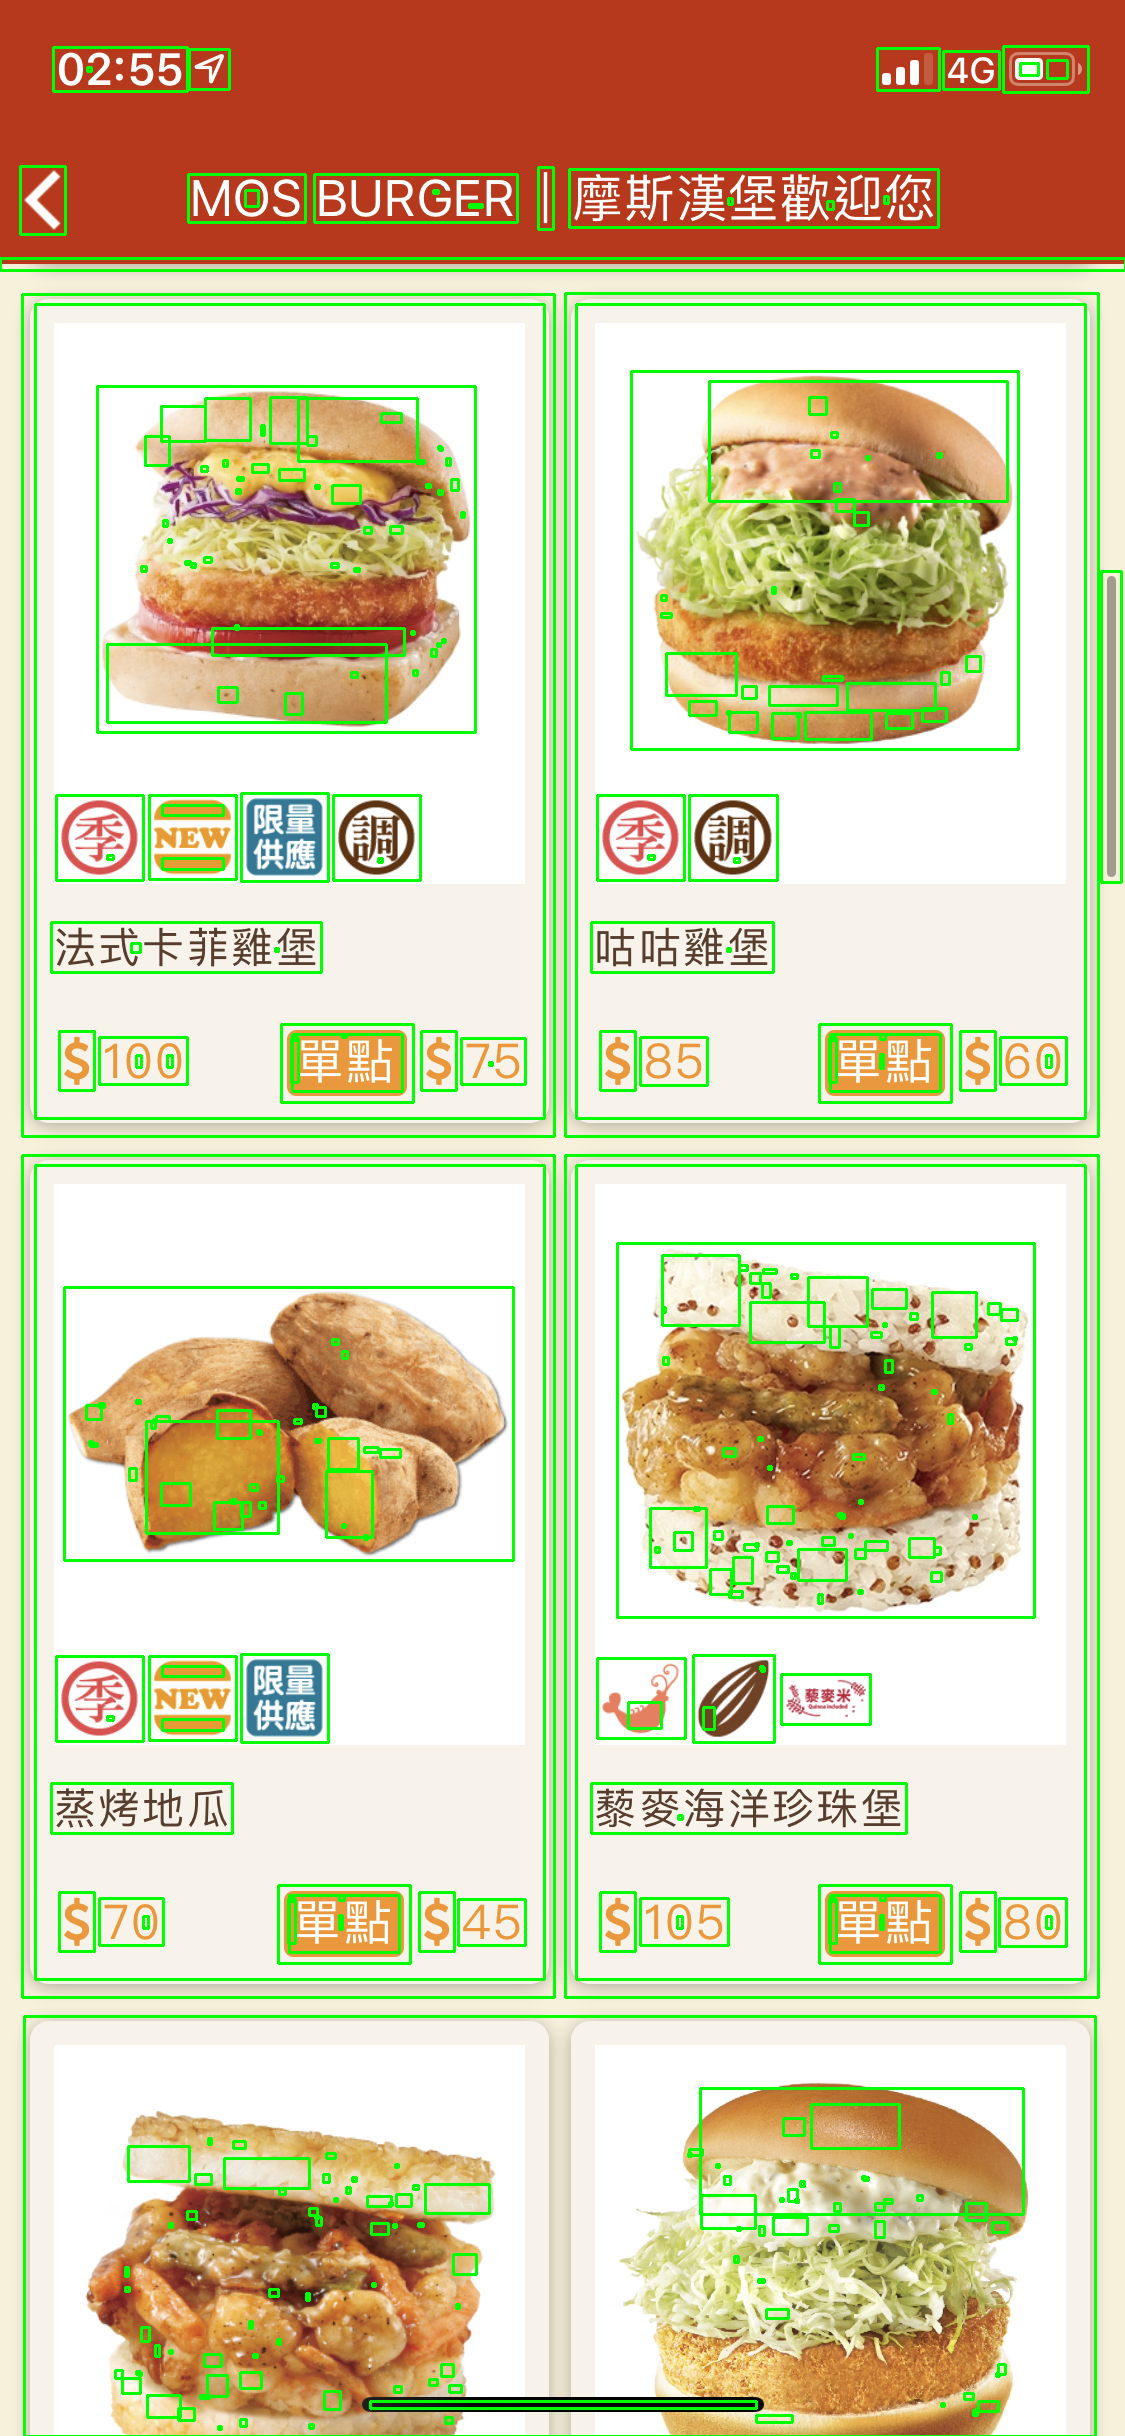 02:55 4G
MOS BURGER | 摩斯漢堡歡迎您
季 NEW 限量供應 調
季 調
法式卡菲雞堡
咕咕雞堡
$100 單點 $75
$85 單點 $60
季 NEW 限量供應
藜麥米
Quinoa Included
蒸烤地瓜
藜麥海洋珍珠堡
$70 單點 $45
$105 單點 $80